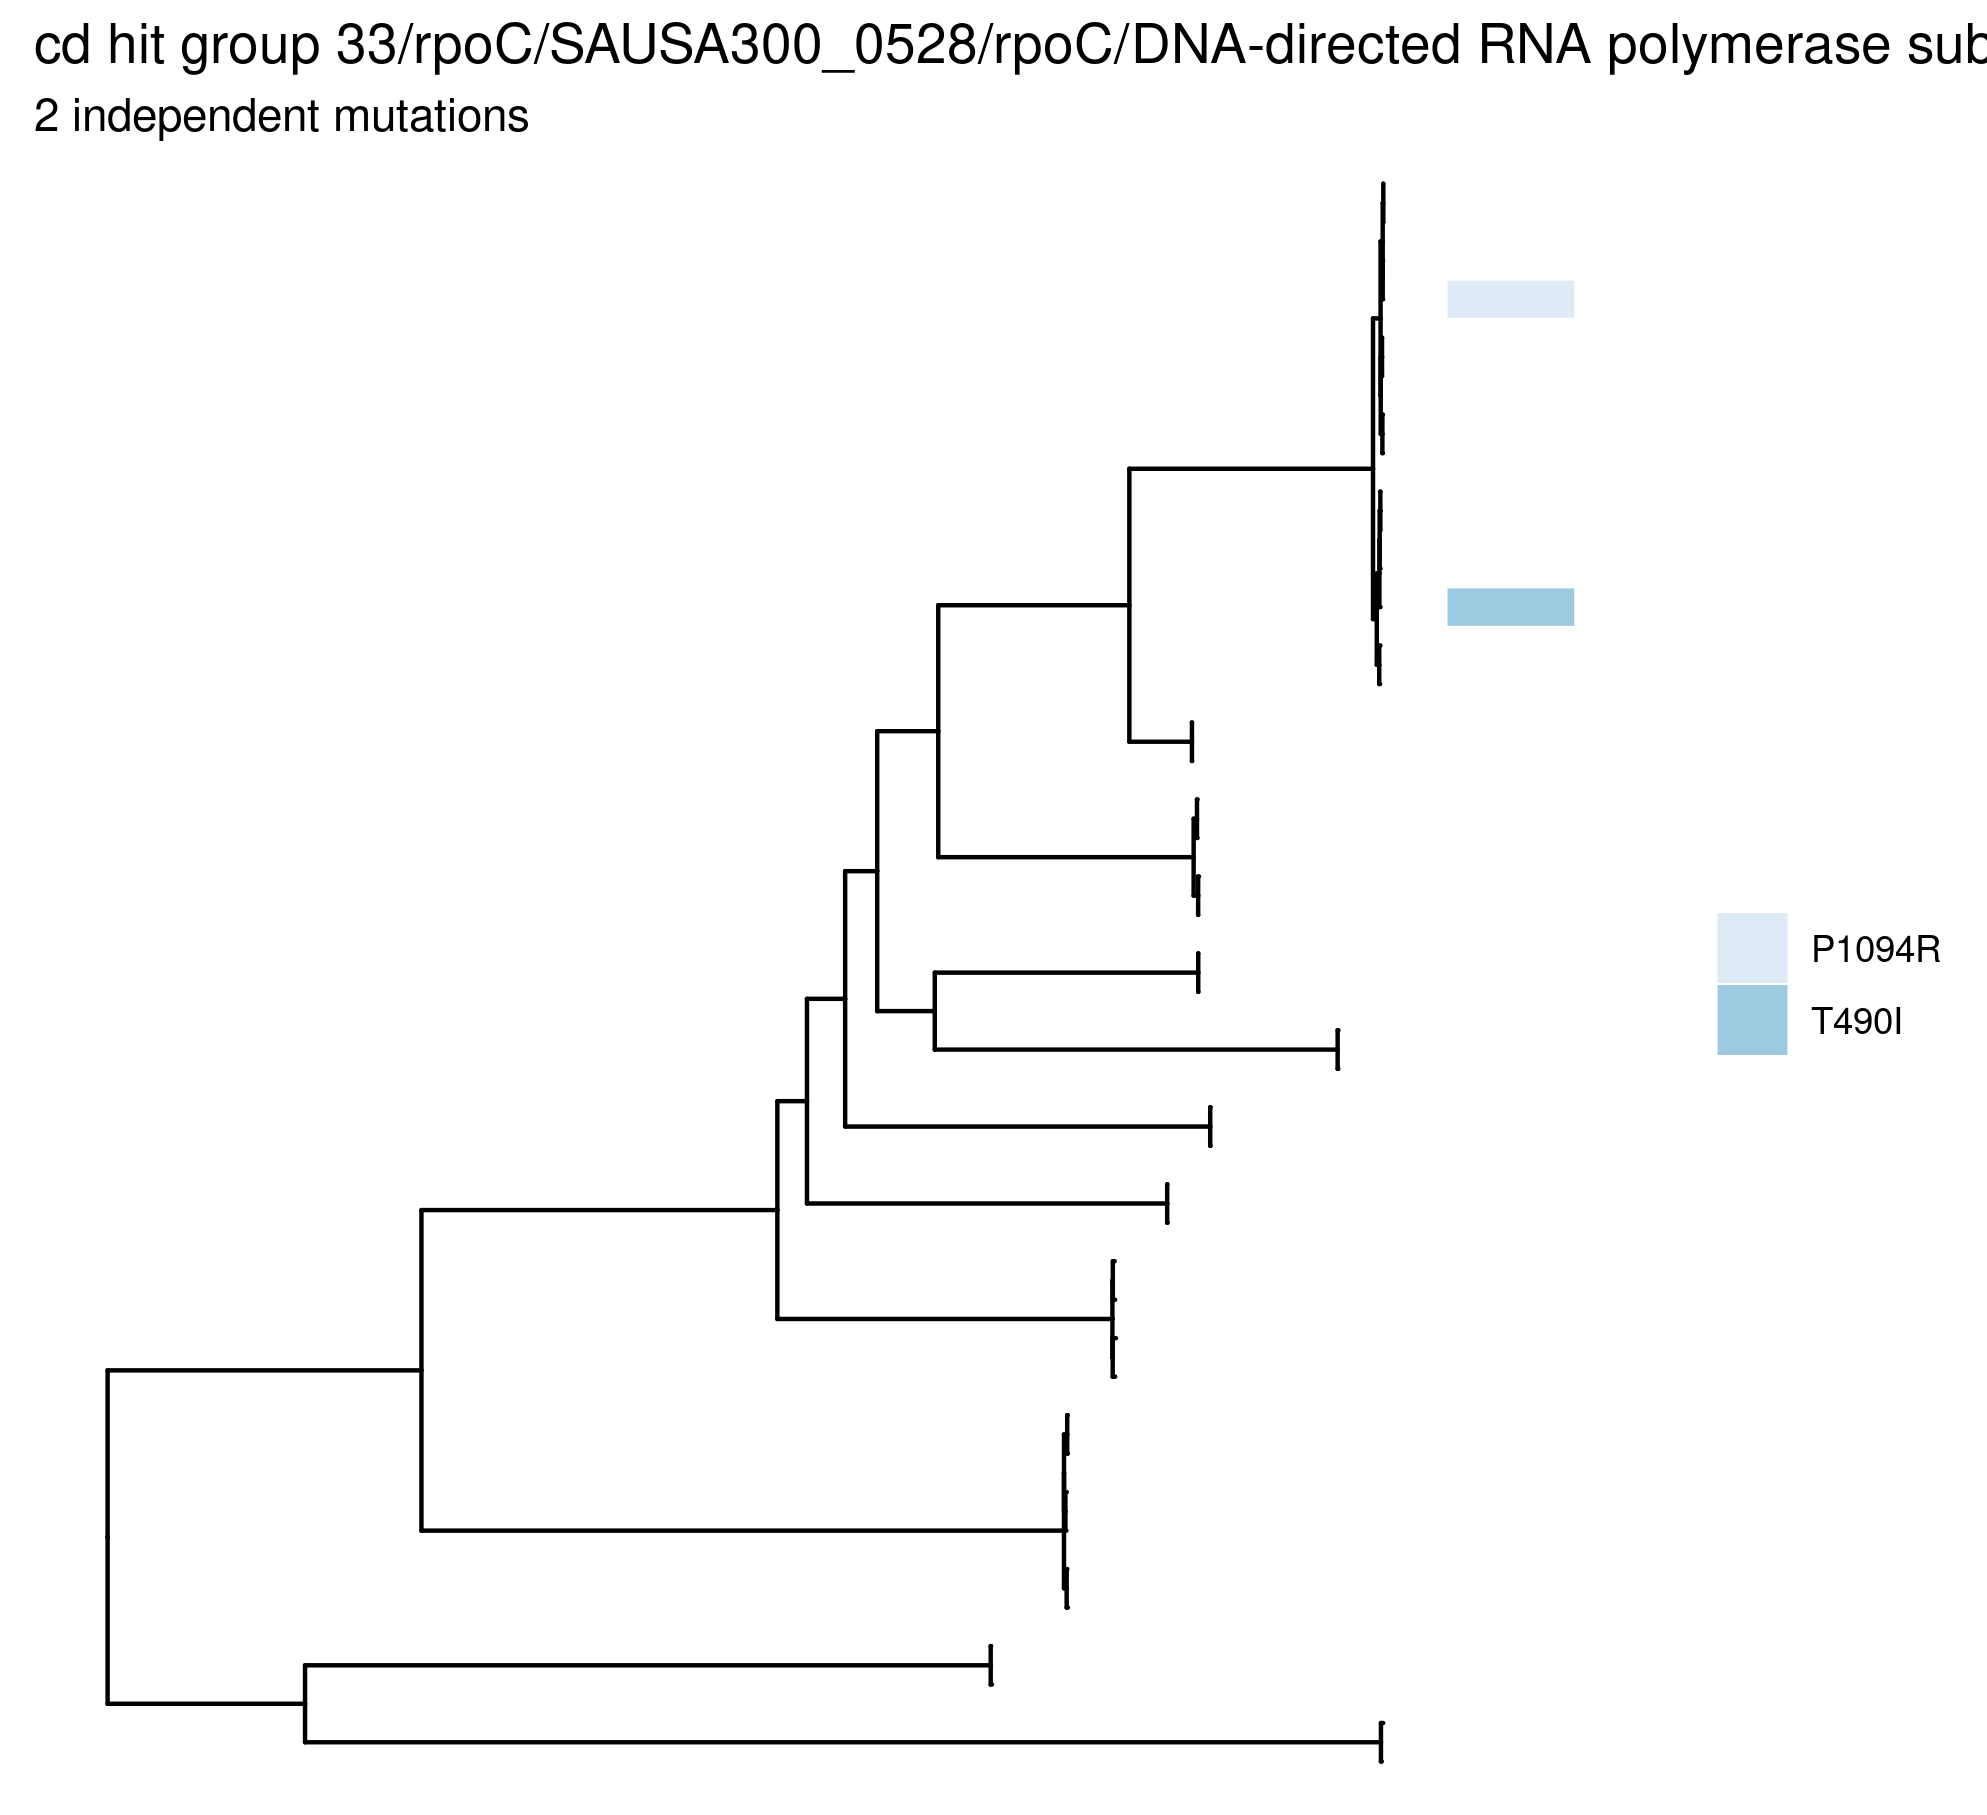 cd hit group 33/rpoC/SAUSA300_0528/rpoC/DNA-directed RNA polymerase sub
2 independent mutations
P1094R
T490I